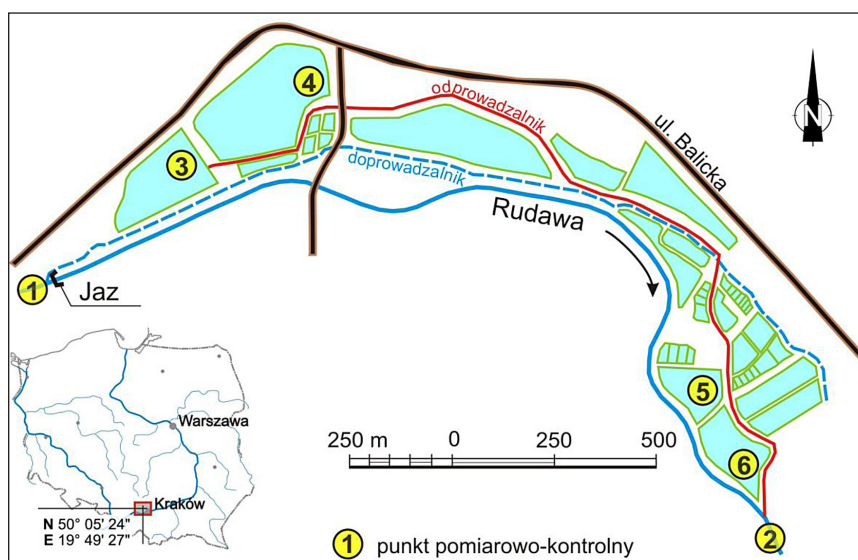 4
odprowadzalnik
N
3
doprowadzalnik
ul. Balicka
Rudawa
1
Jaz
Warszawa
5
250 m 0 250 500
6
Kraków
N 50° 05' 24"
E 19° 49' 27"
1 punkt pomiarowo-kontrolny
2